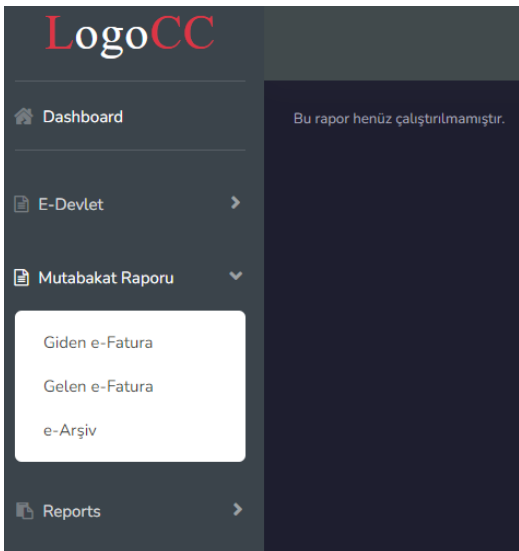 LogoCC
Dashboard
Bu rapor henüz çalıştırılmamıştır.
E-Devlet
Mutabakat Raporu
Giden e-Fatura
Gelen e-Fatura
e-Arşiv
Reports